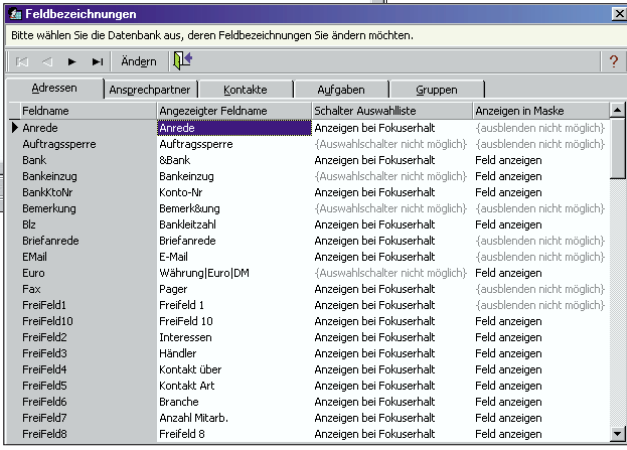 Feldbezeichnungen
Bitte wählen Sie die Datenbank aus, deren Feldbezeichnungen Sie ändern möchten.
Ändern ?
Adressen Ansprechpartner Kontakte Aufgaben Gruppen
Feldname Angezeigter Feldname Schalter Auswahlliste Anzeigen in Maske
Anrede Anrede Anzeigen bei Fokuserhalt {ausblenden nicht möglich}
Auftragssperre Auftragssperre {Auswahlschalter nicht möglich} {ausblenden nicht möglich}
Bank &Bank Anzeigen bei Fokuserhalt Feld anzeigen
Bankeinzug Bankeinzug {Auswahlschalter nicht möglich} Feld anzeigen
BankKtoNr Konto-Nr Anzeigen bei Fokuserhalt Feld anzeigen
Bemerkung Bemerk&ung {Auswahlschalter nicht möglich} {ausblenden nicht möglich}
Blz Bankleitzahl Anzeigen bei Fokuserhalt Feld anzeigen
Briefanrede Briefanrede Anzeigen bei Fokuserhalt {ausblenden nicht möglich}
EMail E-Mail Anzeigen bei Fokuserhalt {ausblenden nicht möglich}
Euro Währung|Euro|DM {Auswahlschalter nicht möglich} Feld anzeigen
Fax Pager Anzeigen bei Fokuserhalt {ausblenden nicht möglich}
FreiFeld1 Freifeld 1 Anzeigen bei Fokuserhalt {ausblenden nicht möglich}
FreiFeld10 FreiFeld 10 Anzeigen bei Fokuserhalt Feld anzeigen
FreiFeld2 Interessen Anzeigen bei Fokuserhalt Feld anzeigen
FreiFeld3 Händler Anzeigen bei Fokuserhalt Feld anzeigen
FreiFeld4 Kontakt über Anzeigen bei Fokuserhalt Feld anzeigen
FreiFeld5 Kontakt Art Anzeigen bei Fokuserhalt Feld anzeigen
FreiFeld6 Branche Anzeigen bei Fokuserhalt Feld anzeigen
FreiFeld7 Anzahl Mitarb. Anzeigen bei Fokuserhalt Feld anzeigen
FreiFeld8 Freifeld 8 Anzeigen bei Fokuserhalt Feld anzeigen